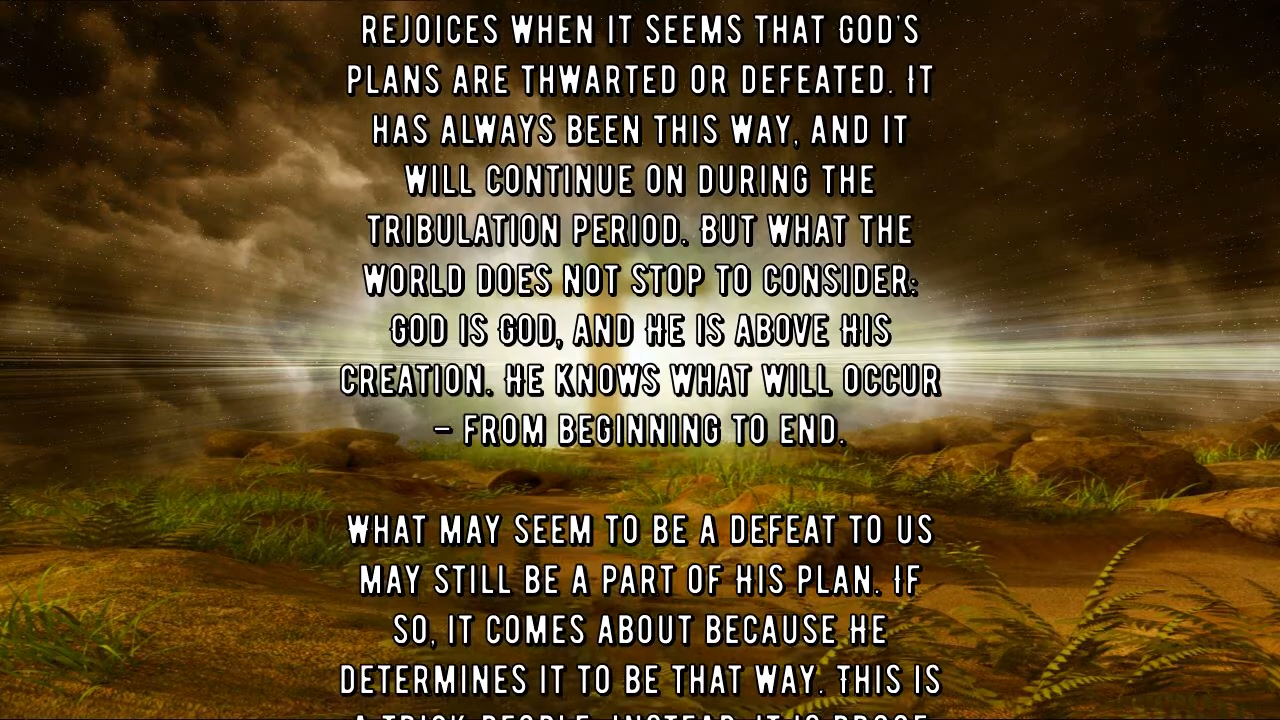 REJOICES WHEN IT SEEMS THAT GOD'S
PLANS ARE THWARTED OR DEFEATED. IT
HAS ALWAYS BEEN THIS WAY, AND IT
WILL CONTINUE ON DURING THE
TRIBULATION PERIOD. BUT WHAT THE
WORLD DOES NOT STOP TO CONSIDER:
GOD IS GOD, AND HE IS ABOVE HIS
CREATION. HE KNOWS WHAT WILL OCCUR
– FROM BEGINNING TO END.
WHAT MAY SEEM TO BE A DEFEAT TO US
MAY STILL BE A PART OF HIS PLAN. IF
SO, IT COMES ABOUT BECAUSE HE
DETERMINES IT TO BE THAT WAY. THIS IS